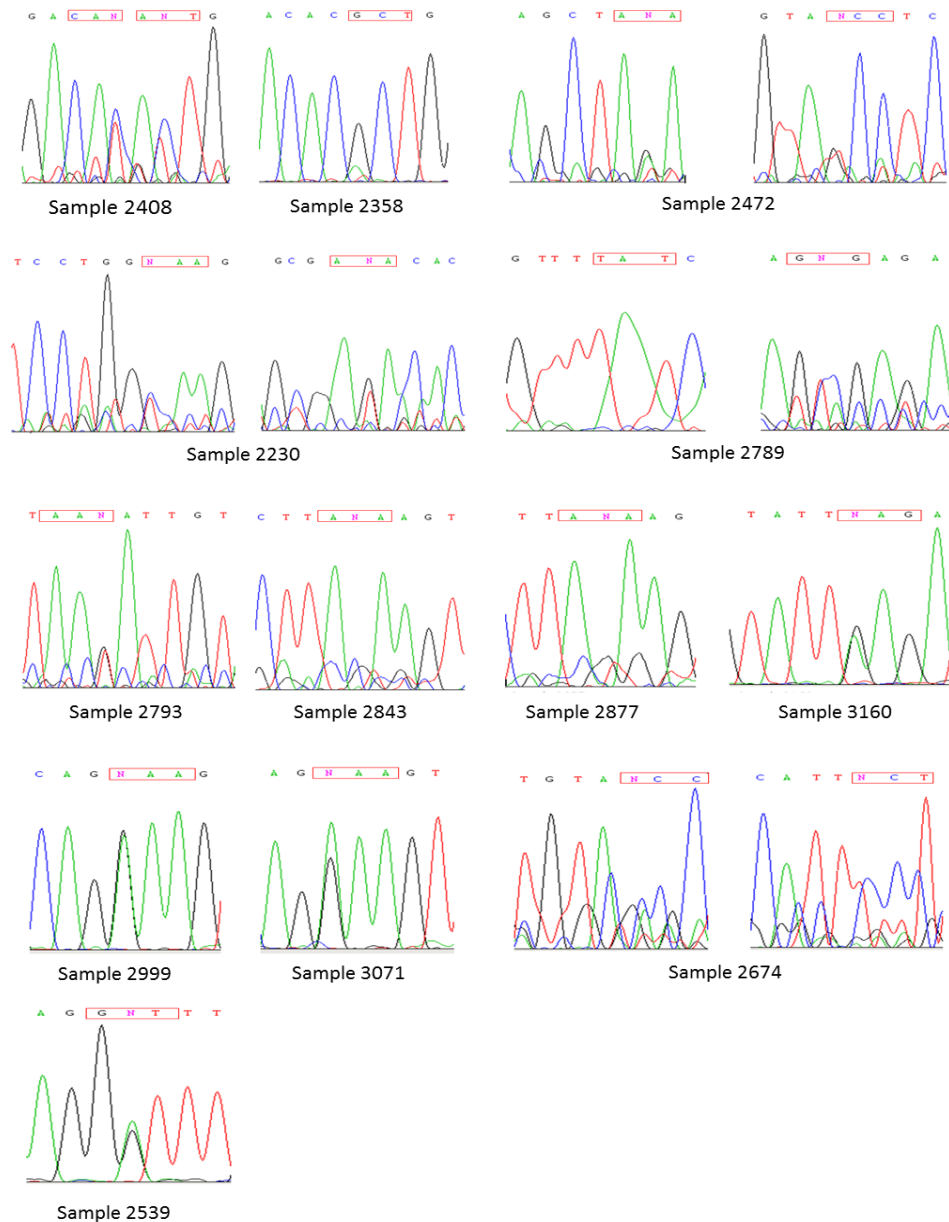 G A C A N A N T G
A C A C G C T G
A G C T A N A
G T A N C C T C
Sample 2408
Sample 2358
Sample 2472
T C C T G G N A A G
G C G A N A C A C
G T T T T A T C
A G N G A G A
Sample 2230
Sample 2789
T A A N A T T G T
C T T A N A A G T
T T A N A A G
T A T T N A G A
Sample 2793
Sample 2843
Sample 2877
Sample 3160
C A G N A A G
A G N A A G T
T G T A N C C
C A T T N C T
Sample 2999
Sample 3071
Sample 2674
A G G N T T T
Sample 2539